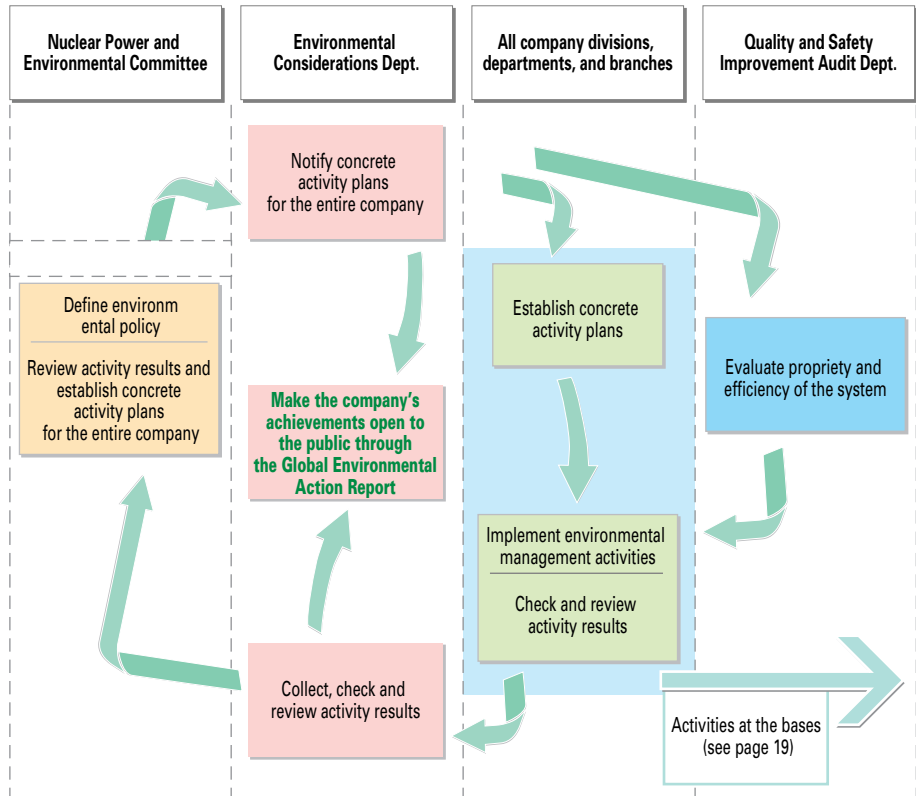 Nuclear Power and
Environmental Committee
Environmental
Considerations Dept.
All company divisions,
departments, and branches
Quality and Safety
Improvement Audit Dept.
Notify concrete
activity plans
for the entire company
Define environm
ental policy
Review activity results and
establish concrete
activity plans
for the entire company
Establish concrete
activity plans
Evaluate propriety and
efficiency of the system
Make the company's
achievements open to
the public through
the Global Environmental
Action Report
Implement environmental
management activities
Check and review
activity results
Collect, check and
review activity results
Activities at the bases
(see page 19)